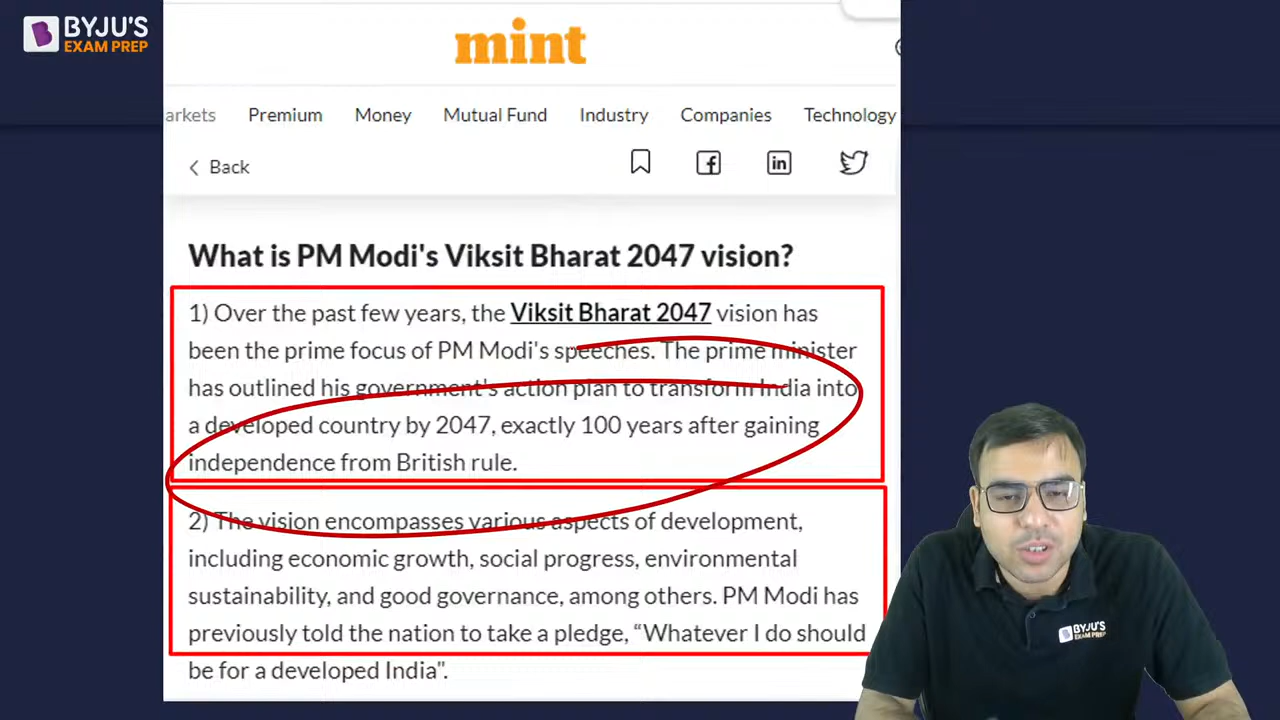 BYJU'S
EXAM PREP
mint
arkets Premium Money Mutual Fund Industry Companies Technology
Back
What is PM Modi's Viksit Bharat 2047 vision?
1) Over the past few years, the Viksit Bharat 2047 vision has
been the prime focus of PM Modi's speeches. The prime minister
has outlined his government's action plan to transform India into
a developed country by 2047, exactly 100 years after gaining
independence from British rule.
2) The vision encompasses various aspects of development,
including economic growth, social progress, environmental
sustainability, and good governance, among others. PM Modi has
previously told the nation to take a pledge, “Whatever I do should
be for a developed India".
BYJU'S
EXAM PREP